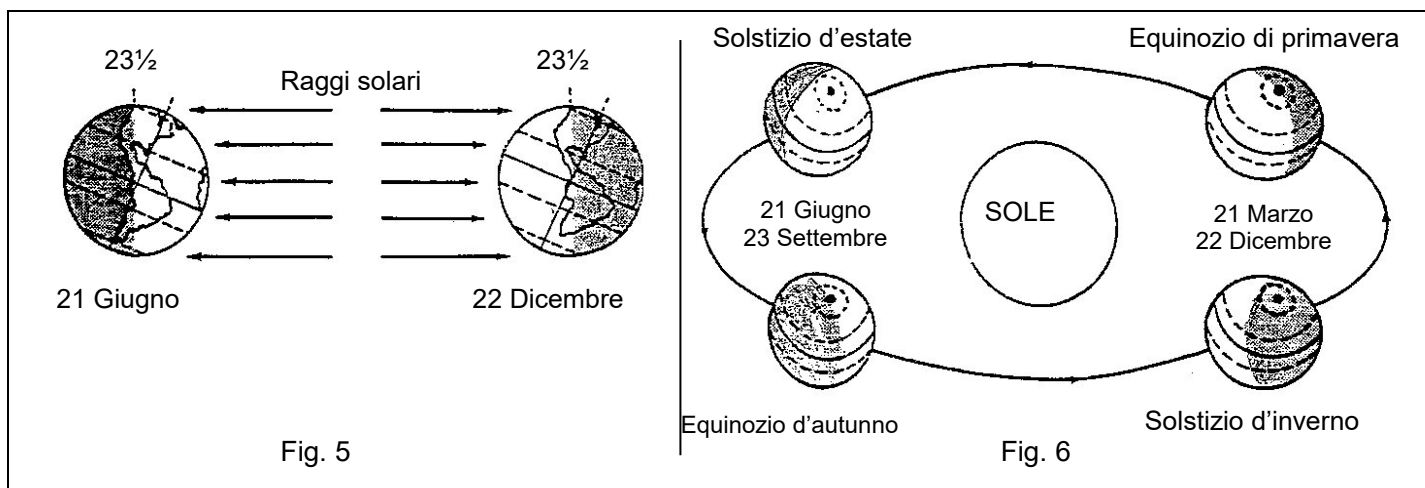 23½
23½
Raggi solari
21 Giugno
22 Dicembre
Fig. 5
Solstizio d'estate
Equinozio di primavera
21 Giugno
23 Settembre
SOLE
21 Marzo
22 Dicembre
Equinozio d'autunno
Solstizio d'inverno
Fig. 6